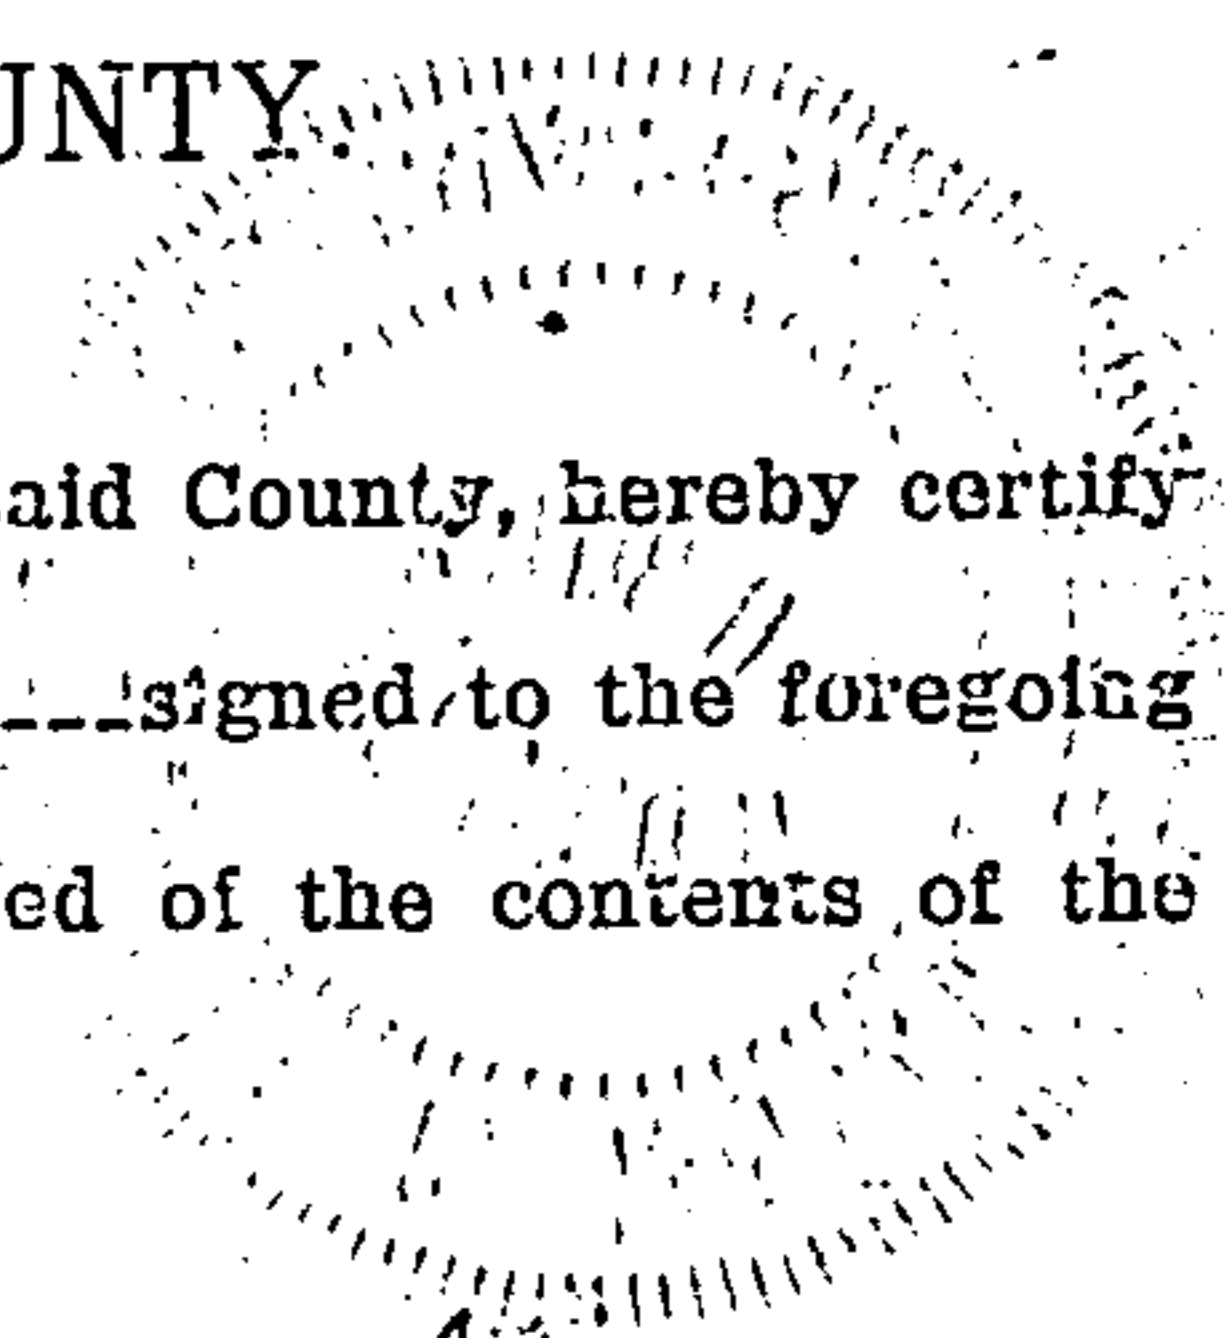 UNTY.
aid County, hereby certify
signed to the foregoing
ed of the contents of the